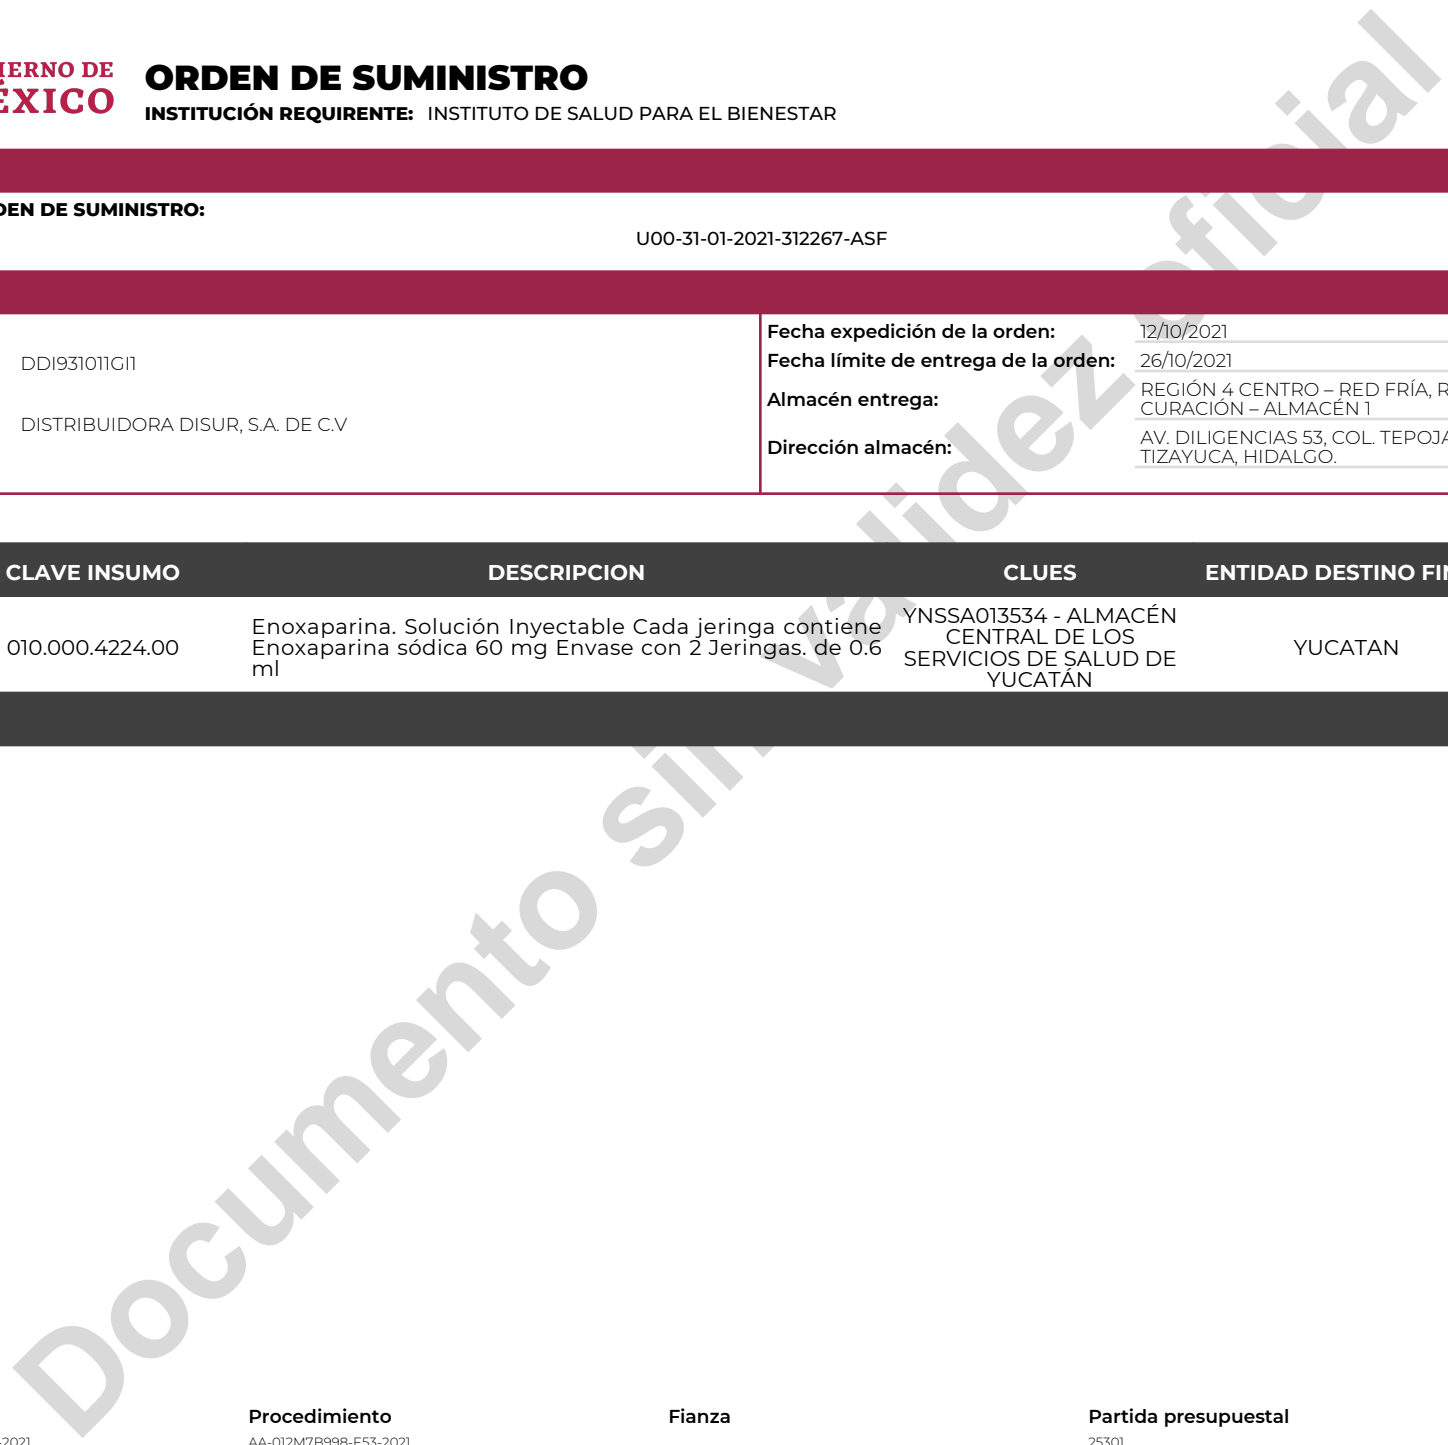 ORDEN DE SUMINISTRO
INSTITUCIÓN REQUIRENTE: INSTITUTO DE SALUD PARA EL BIENESTAR
DE
DE SUMINISTRO:
U00-31-01-2021-312267-ASF
DDI931011GI1
DISTRIBUIDORA DISUR, S.A. DE C.V
Fecha expedición de la orden: 12/10/2021
Fecha límite de entrega de la orden: 26/10/2021
Almacén entrega:
REGIÓN 4 CENTRO – RED FRÍA,
CURACIÓN – ALMACÉN 1
Dirección almacén:
AV. DILIGENCIAS 53, COL.
TIZAYUCA, HIDALGO.
CLAVE INSUMO
DESCRIPCION
CLUES
ENTIDAD DESTINO
010.000.4224.00
Enoxaparina. Solución Inyectable Cada jeringa contiene
Enoxaparina sódica 60 mg Envase con 2 Jeringas. de 0.6
ml
YNSSA013534 - ALMACÉN
CENTRAL DE LOS
SERVICIOS DE SALUD DE
YUCATÁN
YUCATAN
Documento sin validez oficial
Procedimiento
Fianza
Partida presupuestal
AA-012M7B998-E53-2021
25301